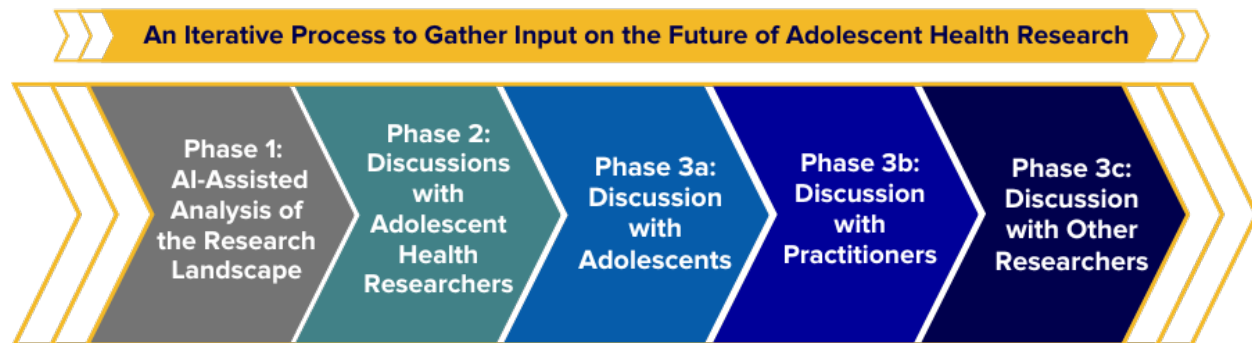 An Iterative Process to Gather Input on the Future of Adolescent Health Research
Phase 1:
AI-Assisted
Analysis of
the Research
Landscape
Phase 2:
Discussions
with
Adolescent
Health
Researchers
Phase 3a:
Discussion
with
Adolescents
Phase 3b:
Discussion
with
Practitioners
Phase 3c:
Discussion
with Other
Researchers